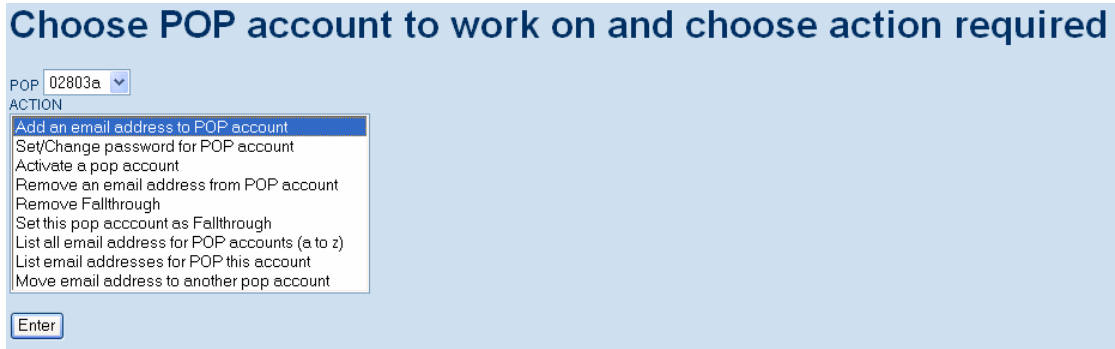 Choose POP account to work on and choose action required
POP 02803a
ACTION
Add an email address to POP account
Set/Change password for POP account
Activate a pop account
Remove an email address from POP account
Remove Fallthrough
Set this pop acccount as Fallthrough
List all email address for POP accounts (a to z)
List email addresses for POP this account
Move email address to another pop account
Enter